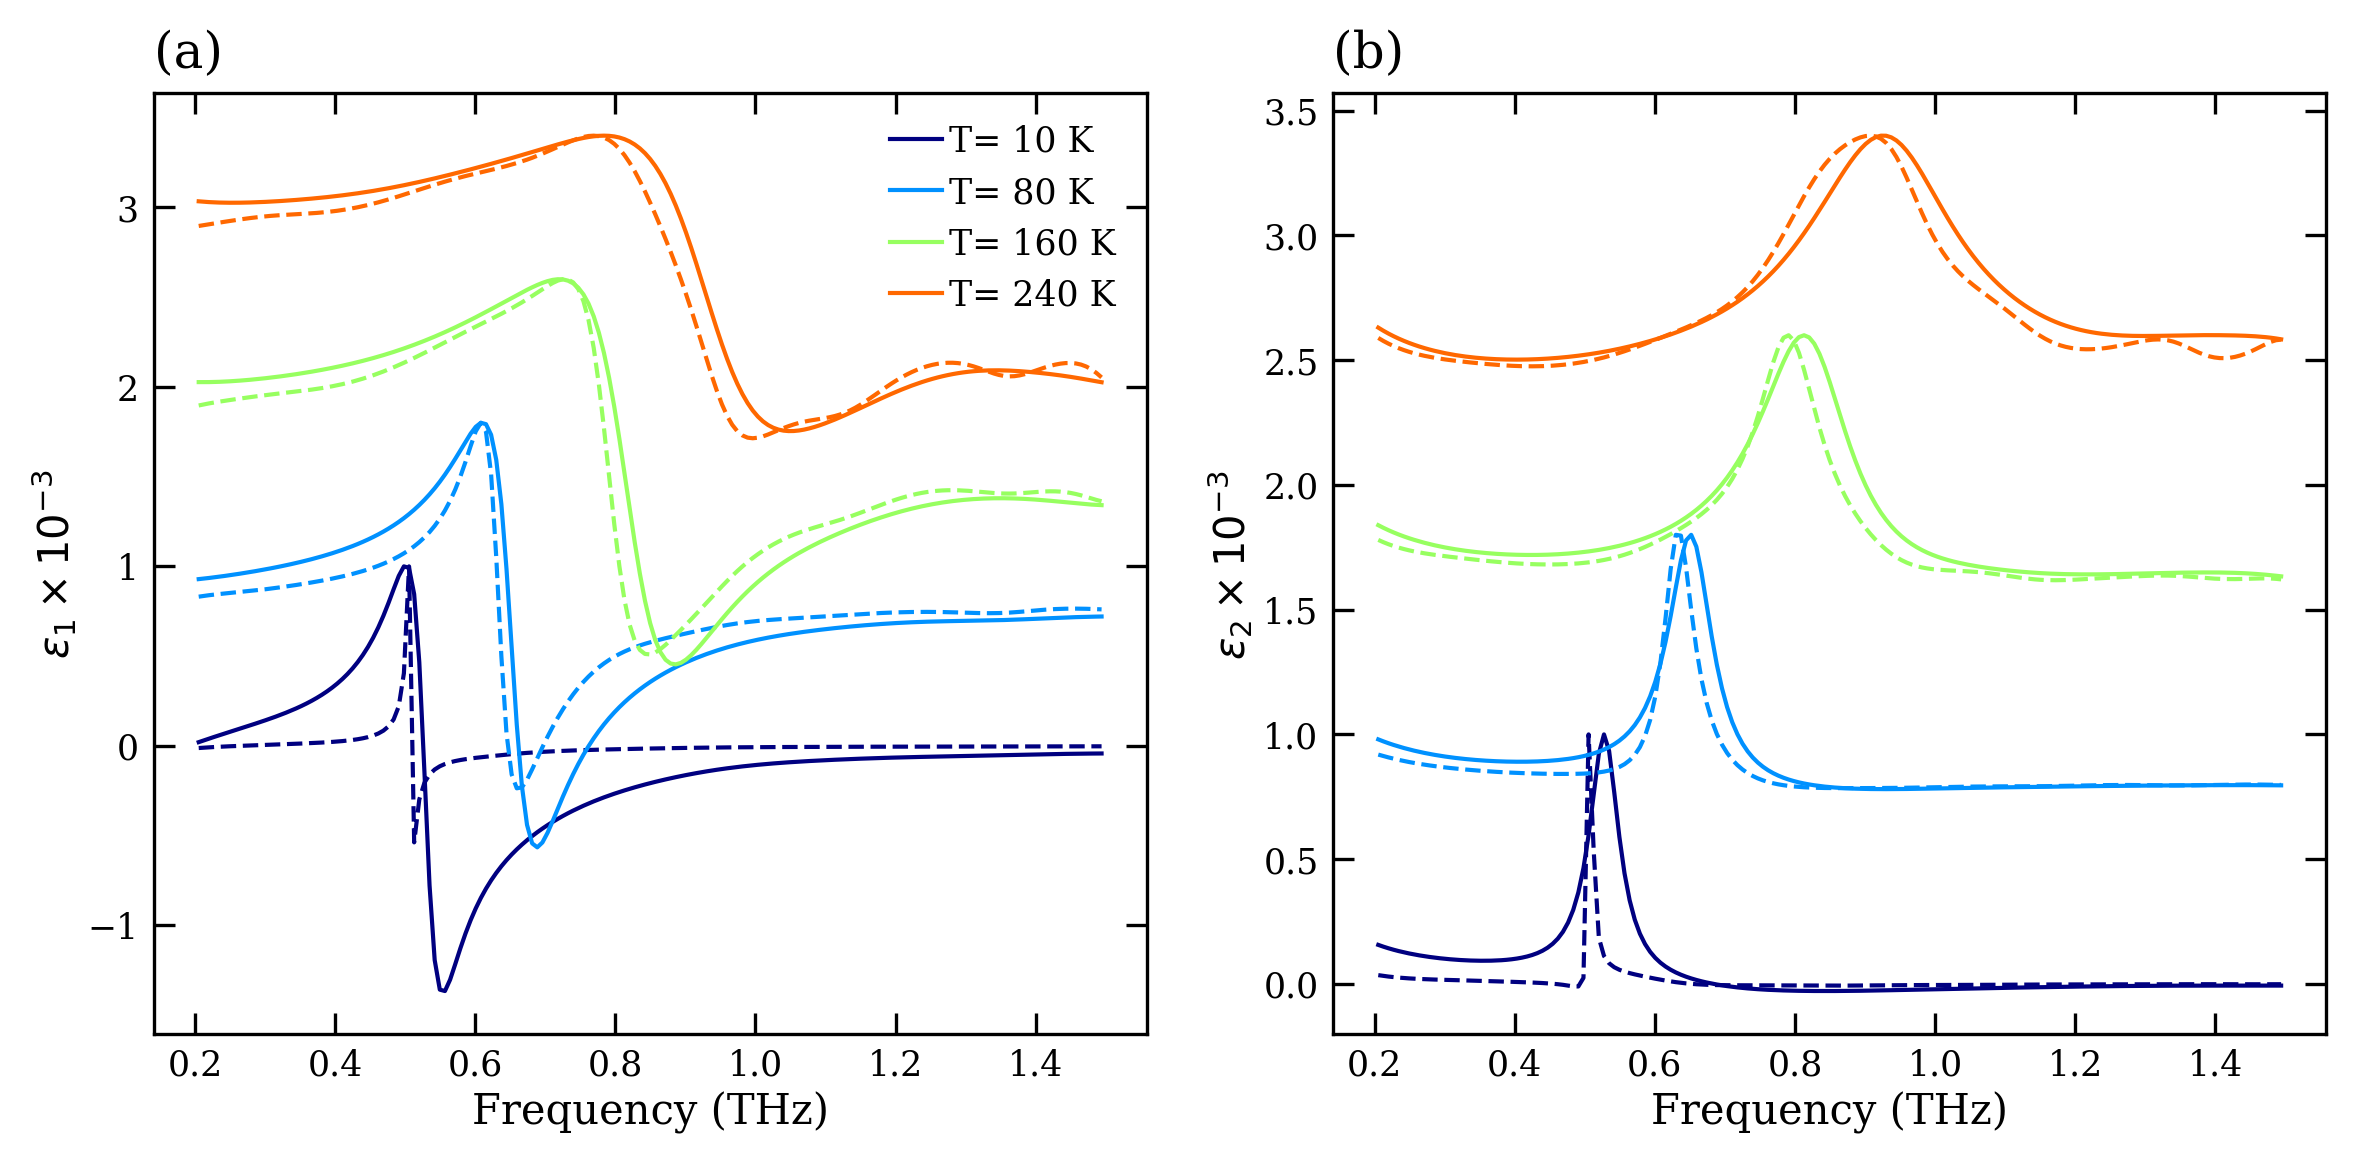 (a)
T= 10 K
T= 80 K
T= 160 K
T= 240 K
3
2
1
0
−1
ε₁ × 10⁻³
0.2 0.4 0.6 0.8 1.0 1.2 1.4
Frequency (THz)
(b)
3.5
3.0
2.5
2.0
1.5
1.0
0.5
0.0
ε₂ × 10⁻³
0.2 0.4 0.6 0.8 1.0 1.2 1.4
Frequency (THz)